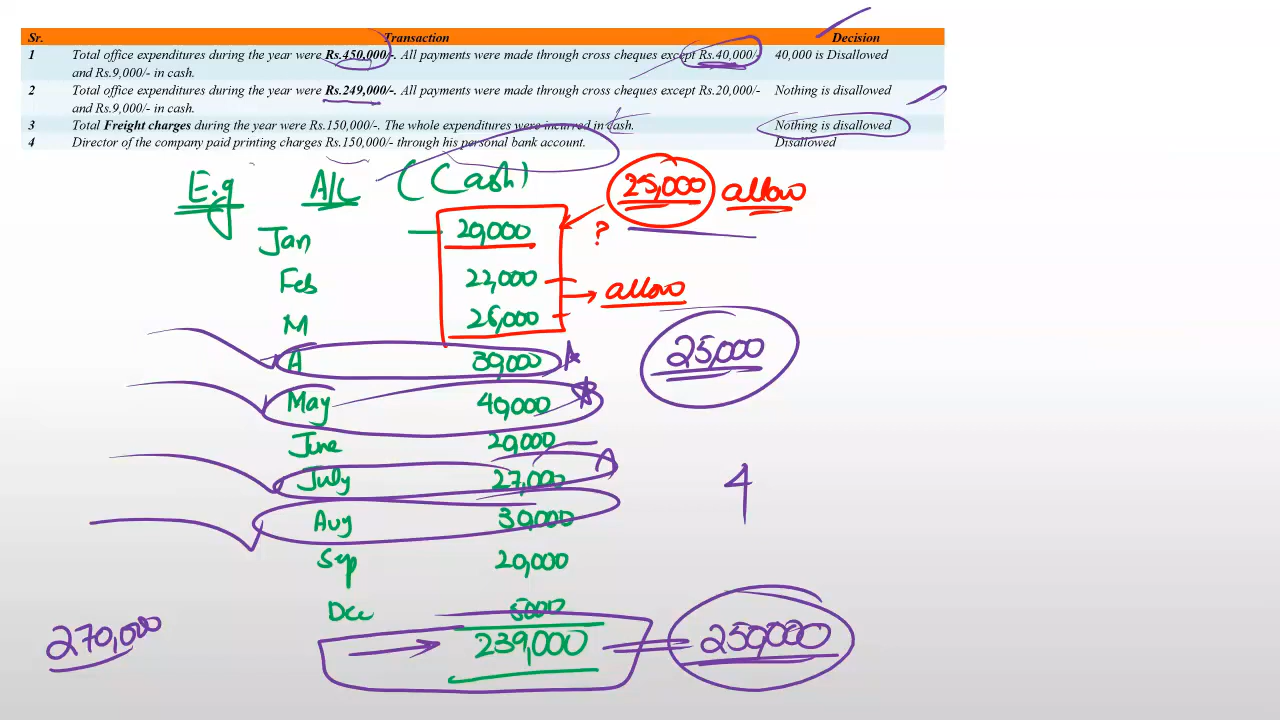 Sr. Transaction Decision
1 Total office expenditures during the year were Rs.450,000/-. All payments were made through cross cheques except Rs.40,000/- 40,000 is Disallowed
and Rs.9,000/- in cash.
2 Total office expenditures during the year were Rs.249,000/-. All payments were made through cross cheques except Rs.20,000/- Nothing is disallowed
and Rs.9,000/- in cash.
3 Total Freight charges during the year were Rs.150,000/-. The whole expenditures were incurred in cash. Nothing is disallowed
4 Director of the company paid printing charges Rs.150,000/- through his personal bank account. Disallowed
E.g A/C (Cash) 25,000 allow
Jan 20,000 ?
Feb 22,000 allow
M 26,000
A 39,000 25,000
May 40,000
June 20,000
July 27,000 4
Aug 30,000
Sep 20,000
Dec 5000
270,000 239,000 250,000